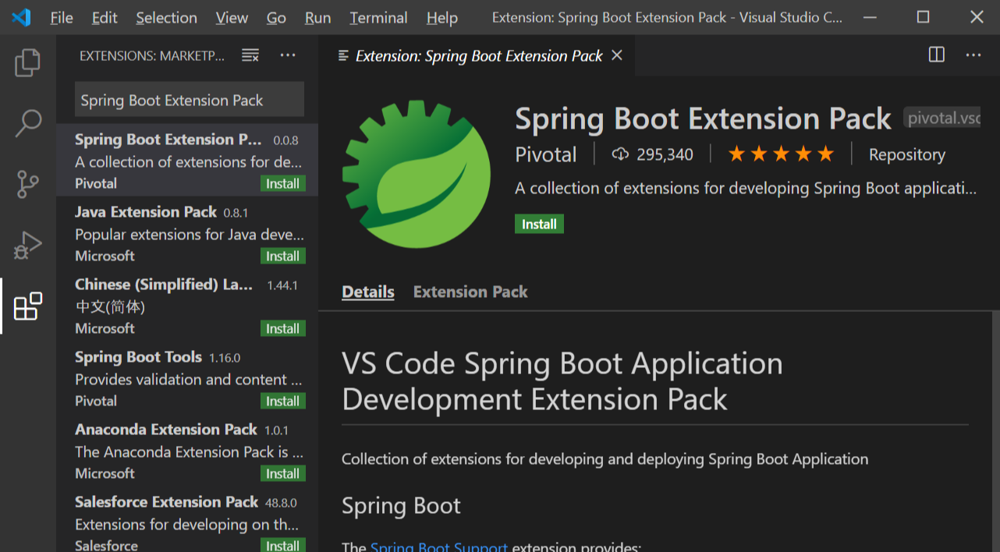 File Edit Selection View Go Run Terminal Help Extension: Spring Boot Extension Pack - Visual Studio C...
EXTENSIONS: MARKETP...
Spring Boot Extension Pack
Spring Boot Extension P... 0.0.8
A collection of extensions for de...
Pivotal Install
Java Extension Pack 0.8.1
Popular extensions for Java deve...
Microsoft Install
Chinese (Simplified) La... 1.44.1
中文(简体)
Microsoft Install
Spring Boot Tools 1.16.0
Provides validation and content ...
Pivotal Install
Anaconda Extension Pack 1.0.1
The Anaconda Extension Pack is ...
Microsoft Install
Salesforce Extension Pack 48.8.0
Extensions for developing on th...
Salesforce Install
Extension: Spring Boot Extension Pack
Spring Boot Extension Pack pivotal.vsc
Pivotal 295,340 Repository
A collection of extensions for developing Spring Boot applicati...
Install
Details Extension Pack
VS Code Spring Boot Application
Development Extension Pack
Collection of extensions for developing and deploying Spring Boot Application
Spring Boot
The Spring Boot Support extension provides: